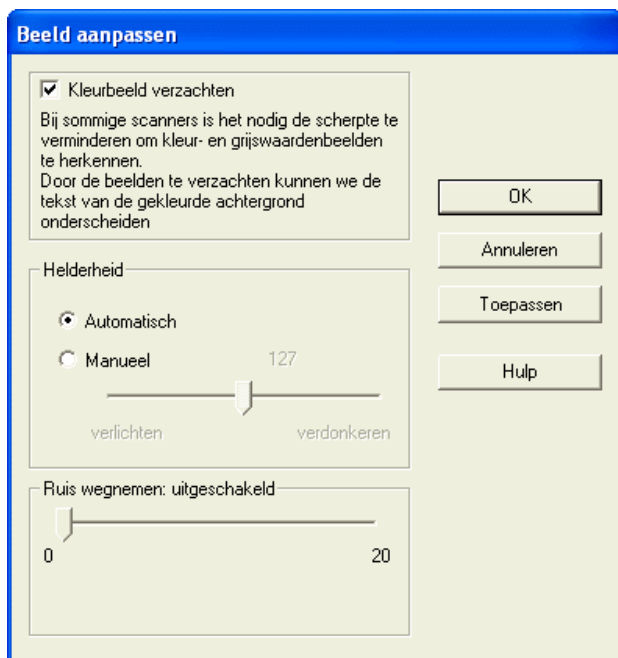 Beeld aanpassen
Kleurbeeld verzachten
Bij sommige scanners is het nodig de scherpte te
verminderen om kleur- en grijswaardenbeelden
te herkennen.
Door de beelden te verzachten kunnen we de
tekst van de gekleurde achtergrond
onderscheiden
OK
Annuleren
Toepassen
Hulp
Helderheid
Automatisch
Manueel 127
verlichten verdonkeren
Ruis wegnemen: uitgeschakeld
0 20